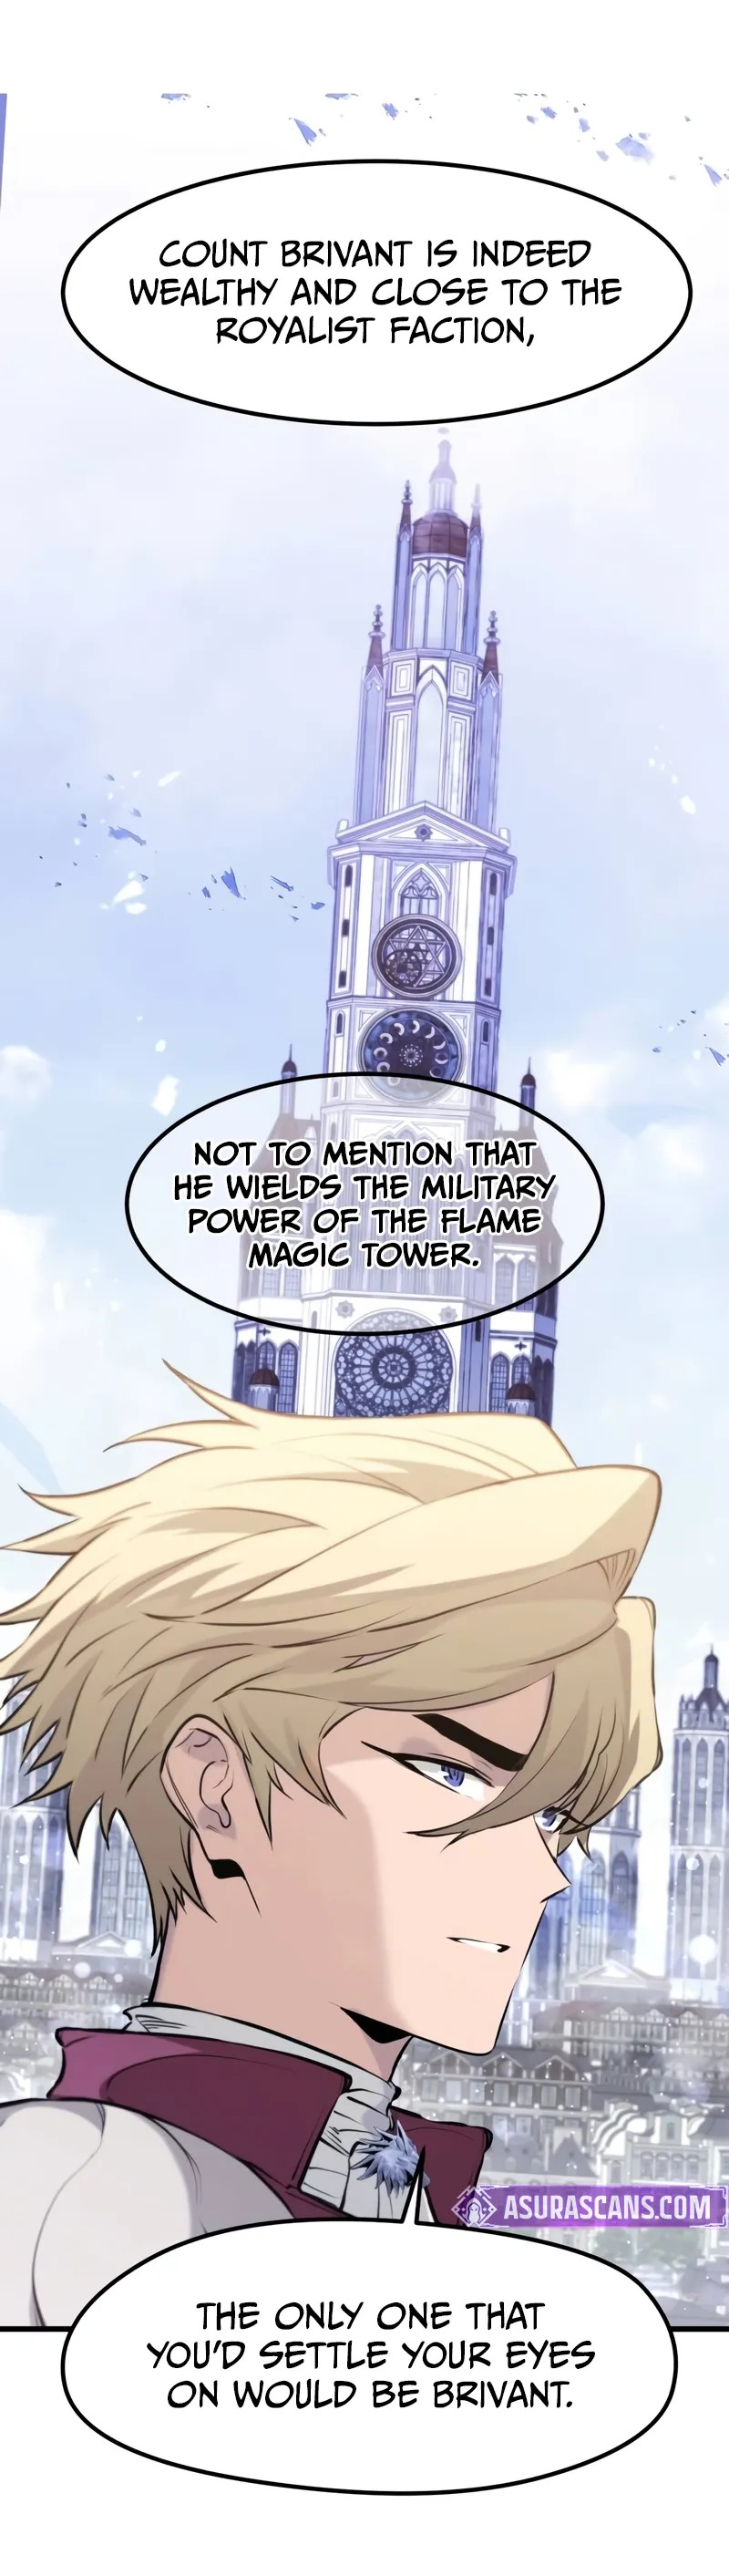 COUNT BRIVANT IS INDEED
WEALTHY AND CLOSE TO THE
ROYALIST FACTION,
NOT TO MENTION THAT
HE WIELDS THE MILITARY
POWER OF THE FLAME
MAGIC TOWER.
ASURASCANS.COM
THE ONLY ONE THAT
YOU'D SETTLE YOUR EYES
ON WOULD BE BRIVANT.